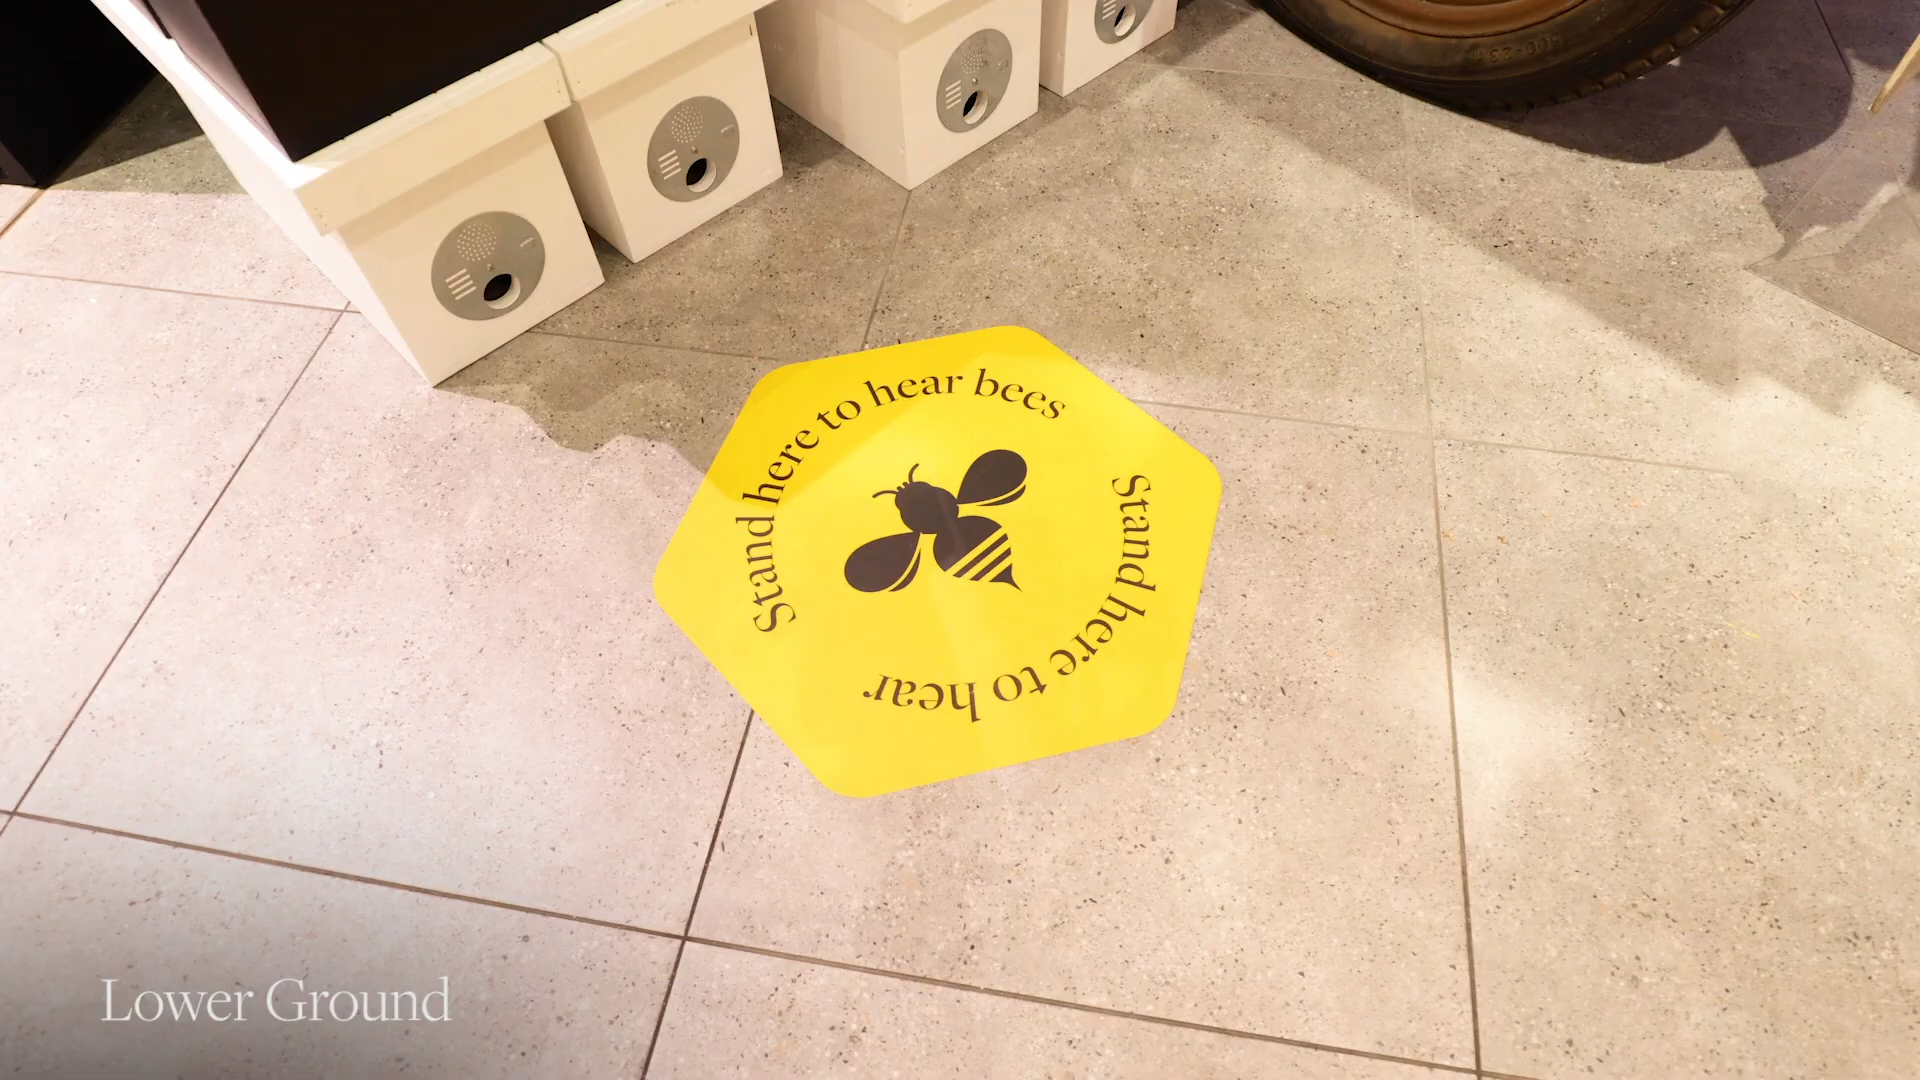 Stand here to hear bees
Stand here to hear
Lower Ground